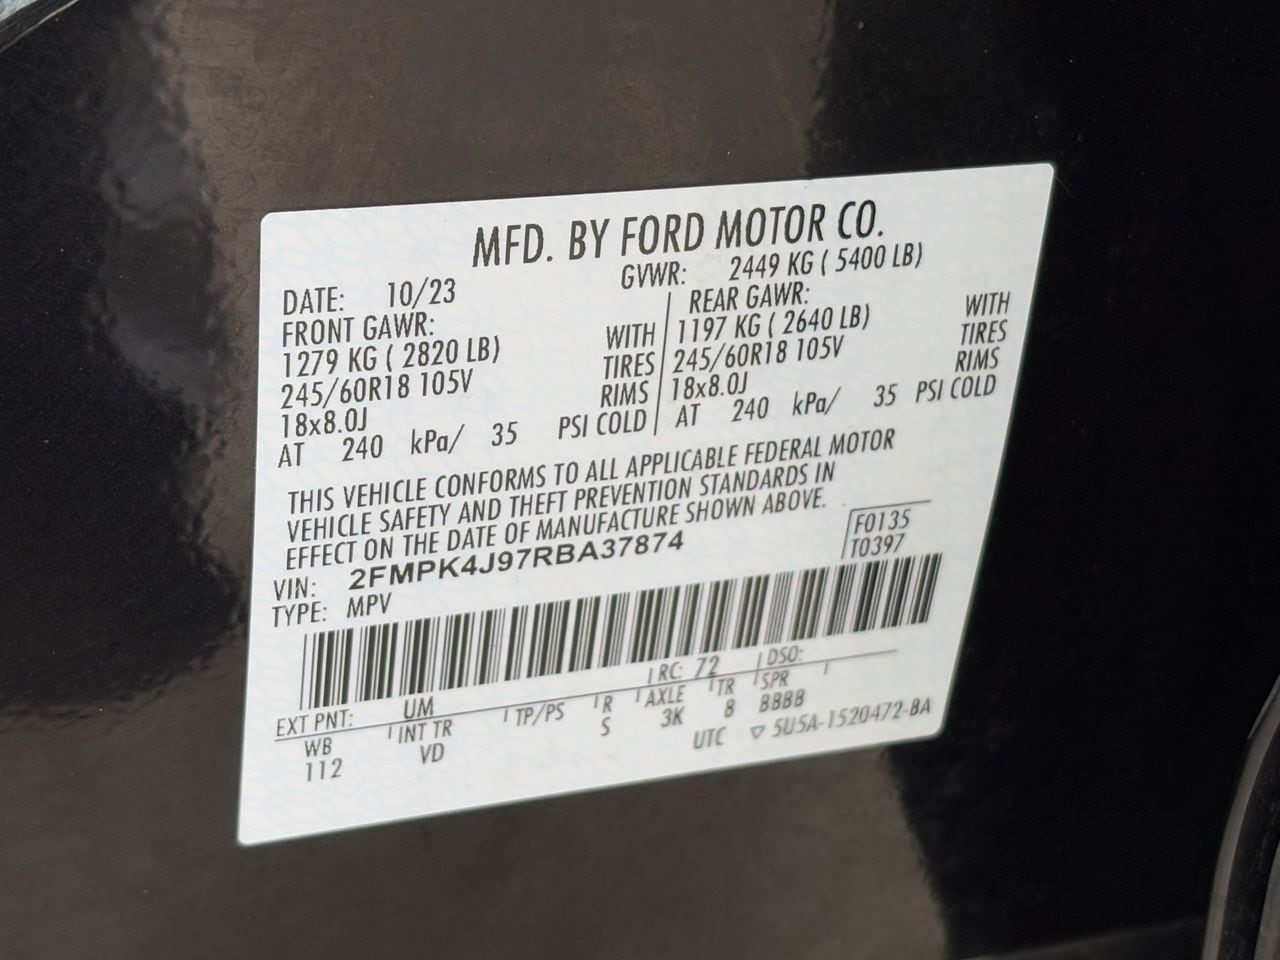 MFD. BY FORD MOTOR CO.
DATE: 10/23 GVWR: 2449 KG ( 5400 LB)
FRONT GAWR: REAR GAWR:
1279 KG ( 2820 LB) WITH 1197 KG ( 2640 LB) WITH
245/60R18 105V TIRES 245/60R18 105V TIRES
18x8.0J RIMS 18x8.0J RIMS
AT 240 kPa/ 35 PSI COLD AT 240 kPa/ 35 PSI COLD
THIS VEHICLE CONFORMS TO ALL APPLICABLE FEDERAL MOTOR
VEHICLE SAFETY AND THEFT PREVENTION STANDARDS IN
EFFECT ON THE DATE OF MANUFACTURE SHOWN ABOVE.
VIN: 2FMPK4J97RBA37874 F0135
TYPE: MPV T0397
EXT PNT: UM RC: 72 DSO:
WB INT TR TP/PS R AXLE TR SPR
112 VD S 3K 8 BBBB
UTC ▽ 5U5A-1520472-BA